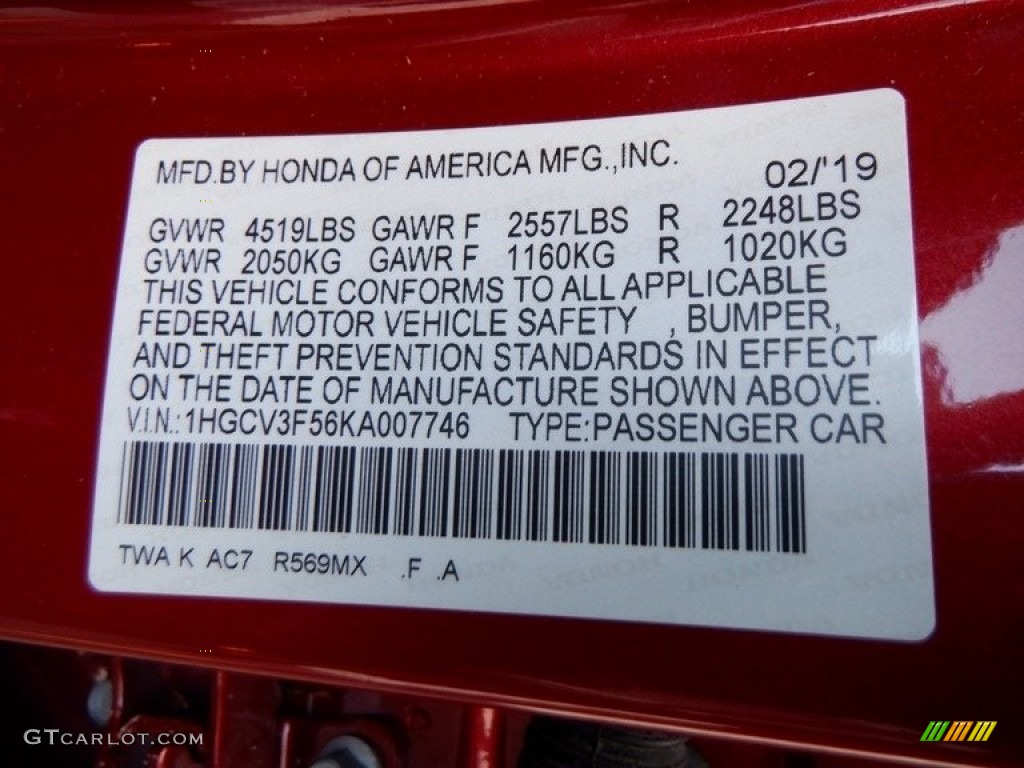 MFD.BY HONDA OF AMERICA MFG.,INC. 02/'19
GVWR 4519LBS GAWR F 2557LBS R 2248LBS
GVWR 2050KG GAWR F 1160KG R 1020KG
THIS VEHICLE CONFORMS TO ALL APPLICABLE
FEDERAL MOTOR VEHICLE SAFETY , BUMPER,
AND THEFT PREVENTION STANDARDS IN EFFECT
ON THE DATE OF MANUFACTURE SHOWN ABOVE.
V.I.N.:1HGCV3F56KA007746 TYPE:PASSENGER CAR
TWA K AC7 R569MX .F .A
GTCARLOT.COM